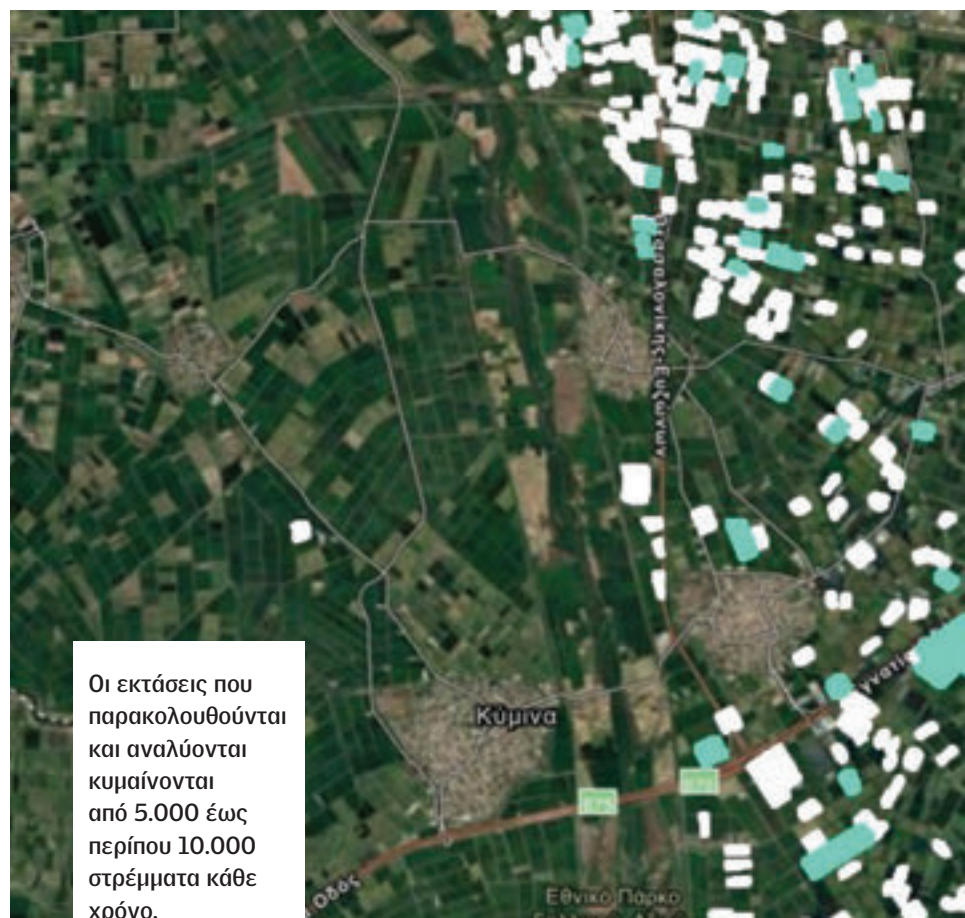 Ευζώνων
Οι εκτάσεις που
παρακολουθούνται
και αναλύονται
κυμαίνονται
από 5.000 έως
περίπου 10.000
στρέμματα κάθε
χρόνο.
Κύμινα
Οδός
Εθνικό Πάρκο